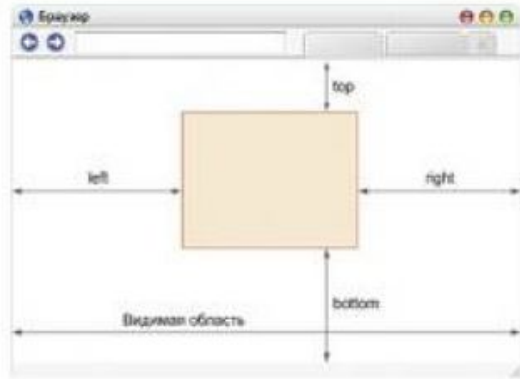 Браузер
top
left
right
bottom
Видимая область